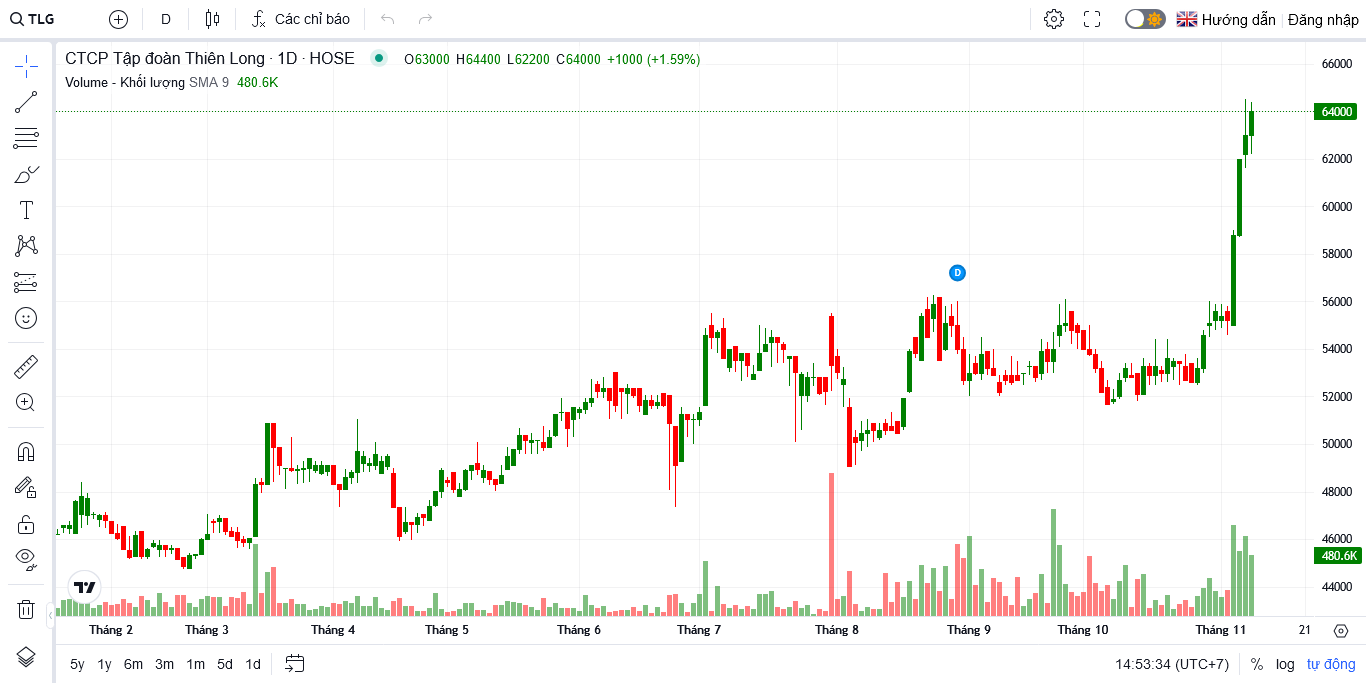 TLG D Các chỉ báo Hướng dẫn Đăng nhập
CTCP Tập đoàn Thiên Long · 1D · HOSE O63000 H64400 L62200 C64000 +1000 (+1.59%)
Volume - Khối lượng SMA 9 480.6K
66000
64000
62000
60000
58000
D
56000
54000
52000
50000
48000
46000
480.6K
44000
Tháng 2 Tháng 3 Tháng 4 Tháng 5 Tháng 6 Tháng 7 Tháng 8 Tháng 9 Tháng 10 Tháng 11 21
5y 1y 6m 3m 1m 5d 1d 14:53:34 (UTC+7) % log tự động